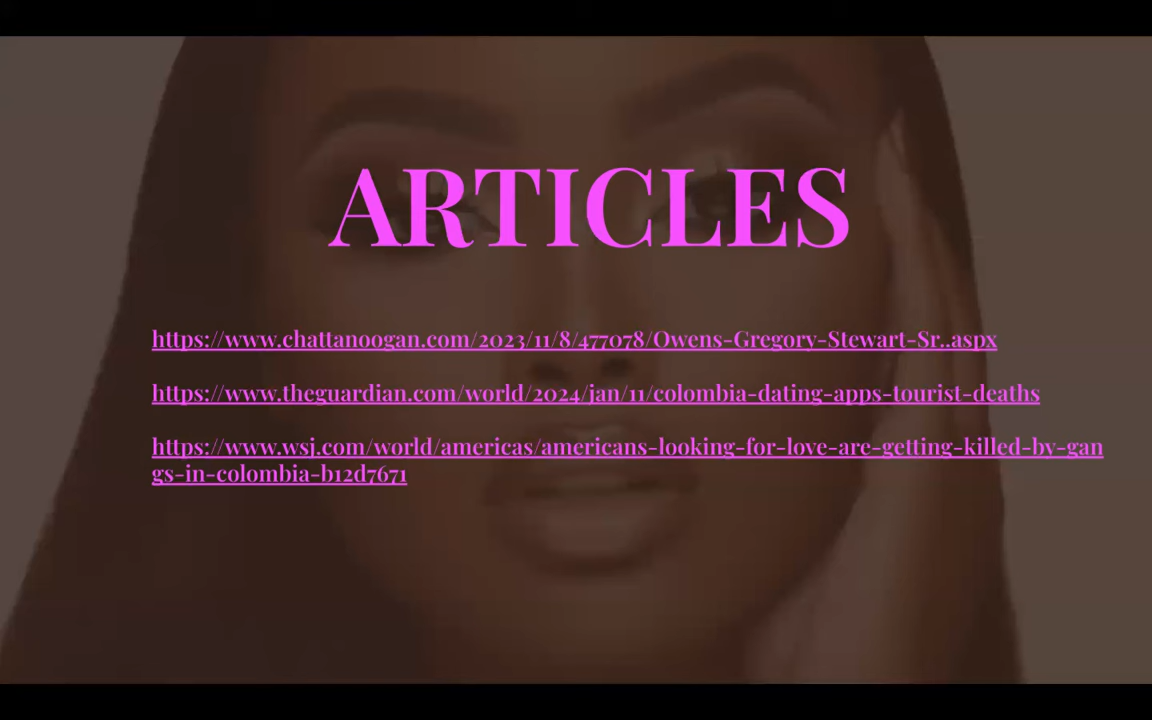 ARTICLES
https://www.chattanoogan.com/2023/11/8/477078/Owens-Gregory-Stewart-Sr..aspx
https://www.theguardian.com/world/2024/jan/11/colombia-dating-apps-tourist-deaths
https://www.wsj.com/world/americas/americans-looking-for-love-are-getting-killed-by-gan
gs-in-colombia-b12d7671